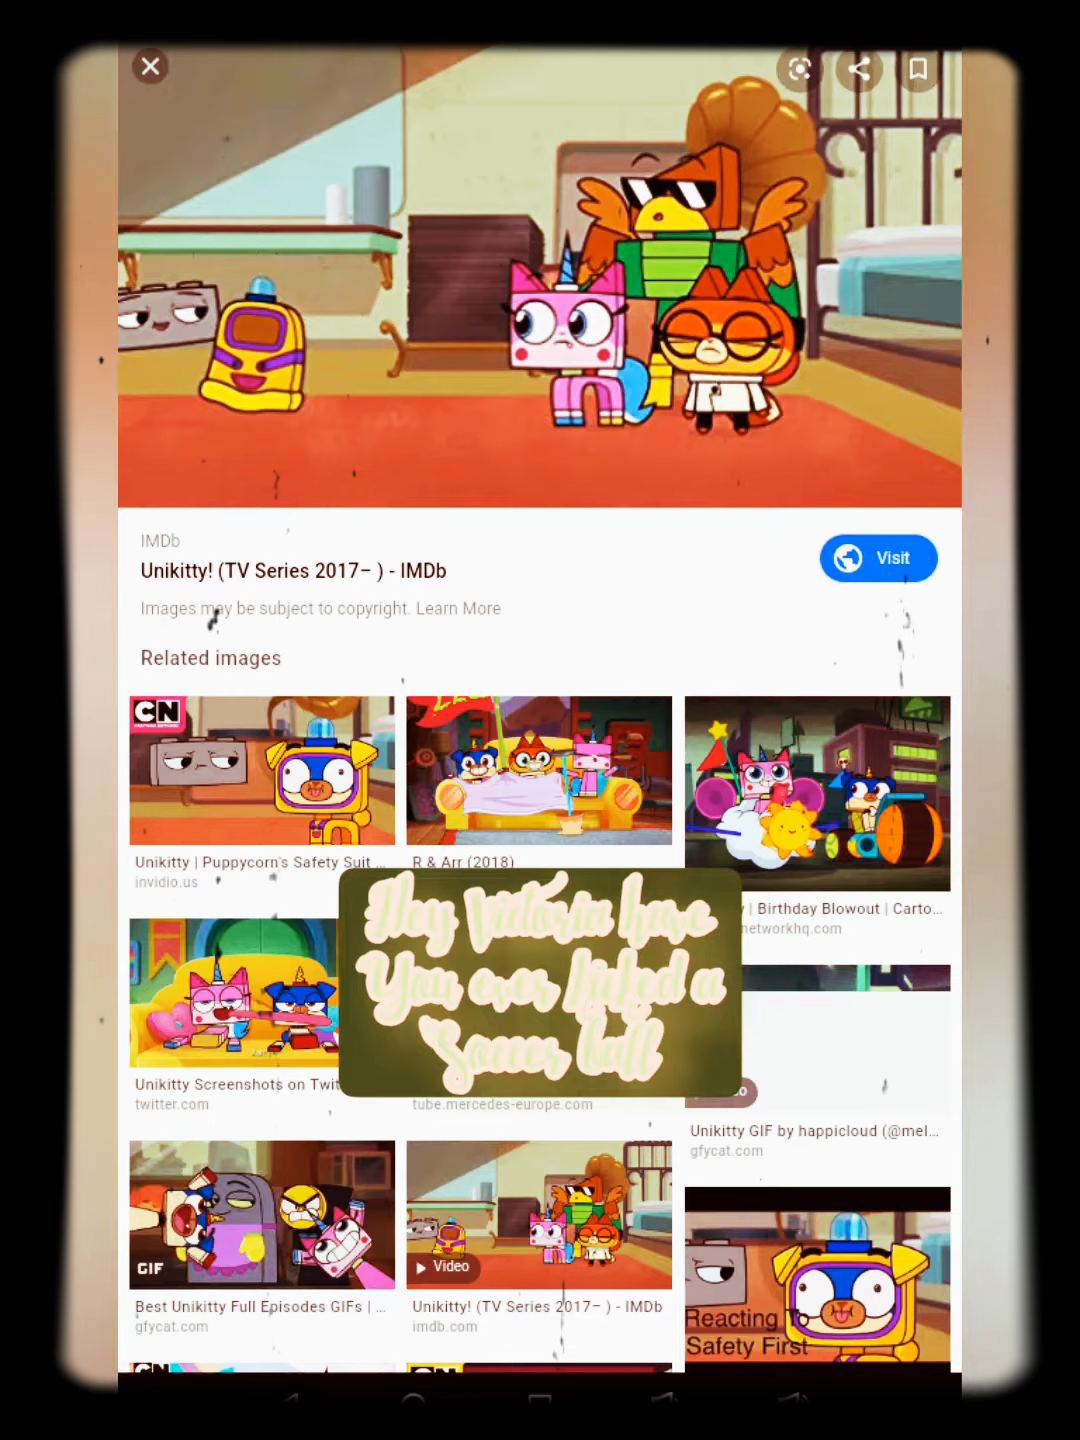 IMDb
Unikitty! (TV Series 2017– ) - IMDb
Visit
Images may be subject to copyright. Learn More
Related images
CN
Unikitty | Puppycorn's Safety Suit ...
invidio.us
R & Arr (2018)
| Birthday Blowout | Carto...
networkhq.com
Hey Victoria have
You ever kicked a
Soccer ball
Unikitty Screenshots on Twit
twitter.com
tube.mercedes-europe.com
Unikitty GIF by happicloud (@mel...
gfycat.com
GIF
Best Unikitty Full Episodes GIFs | ...
gfycat.com
Video
Unikitty! (TV Series 2017– ) - IMDb
imdb.com
Reacting To
Safety First
CN